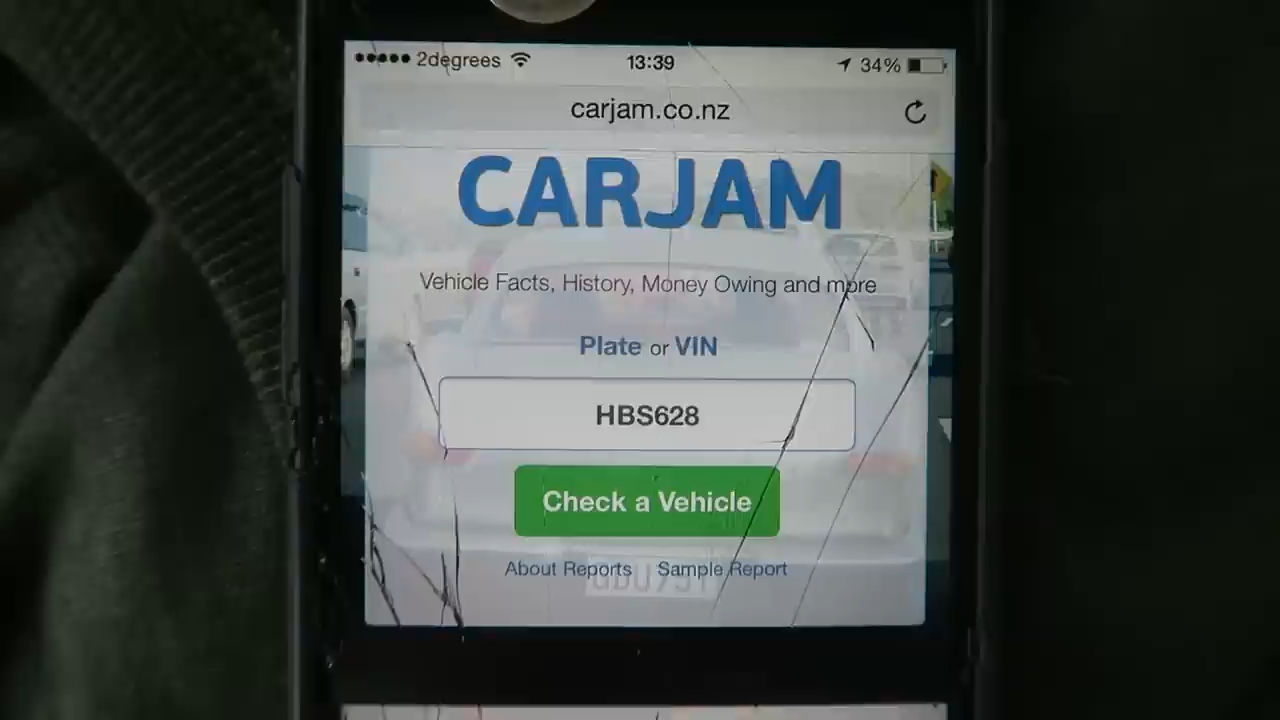 2degrees 13:39 34%
carjam.co.nz
CARJAM
Vehicle Facts, History, Money Owing and more
Plate or VIN
HBS628
Check a Vehicle
About Reports Sample Report